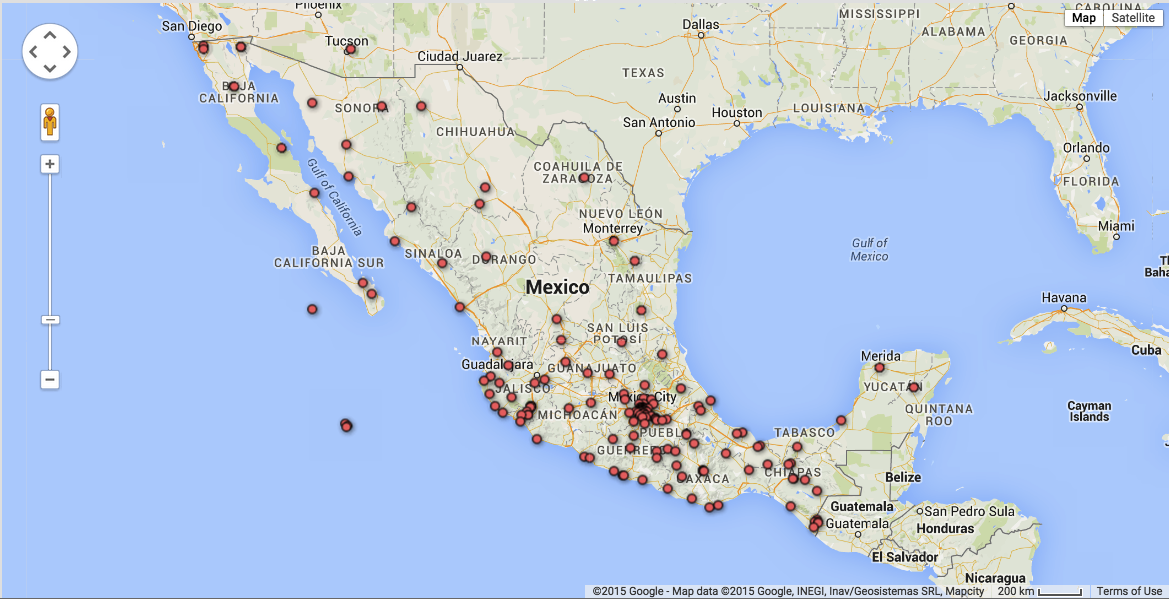 Phoenix
CAROLINA
Map
Satellite
MISSISSIPPI
San Diego
Dallas
ALABAMA
GEORGIA
Tucson
Ciudad Juarez
TEXAS
BAJA
CALIFORNIA
SONORA
Austin
Houston
LOUISIANA
Jacksonville
San Antonio
CHIHUAHUA
Orlando
Gulf of California
COAHUILA DE
ZARAGOZA
FLORIDA
NUEVO LEÓN
Monterrey
Miami
Gulf of
Mexico
BAJA
CALIFORNIA SUR
SINALOA
DURANGO
TAMAULIPAS
Mexico
Havana
SAN LUIS
POTOSÍ
NAYARIT
Cuba
Guadalajara
GUANAJUATO
Merida
JALISCO
YUCATÁN
Mexico City
MICHOACÁN
QUINTANA
ROO
Cayman
Islands
PUEBLA
TABASCO
GUERRERO
OAXACA
CHIAPAS
Belize
Guatemala
San Pedro Sula
Guatemala
Honduras
El Salvador
Nicaragua
©2015 Google - Map data ©2015 Google, INEGI, Inav/Geosistemas SRL, Mapcity
200 km
Terms of Use